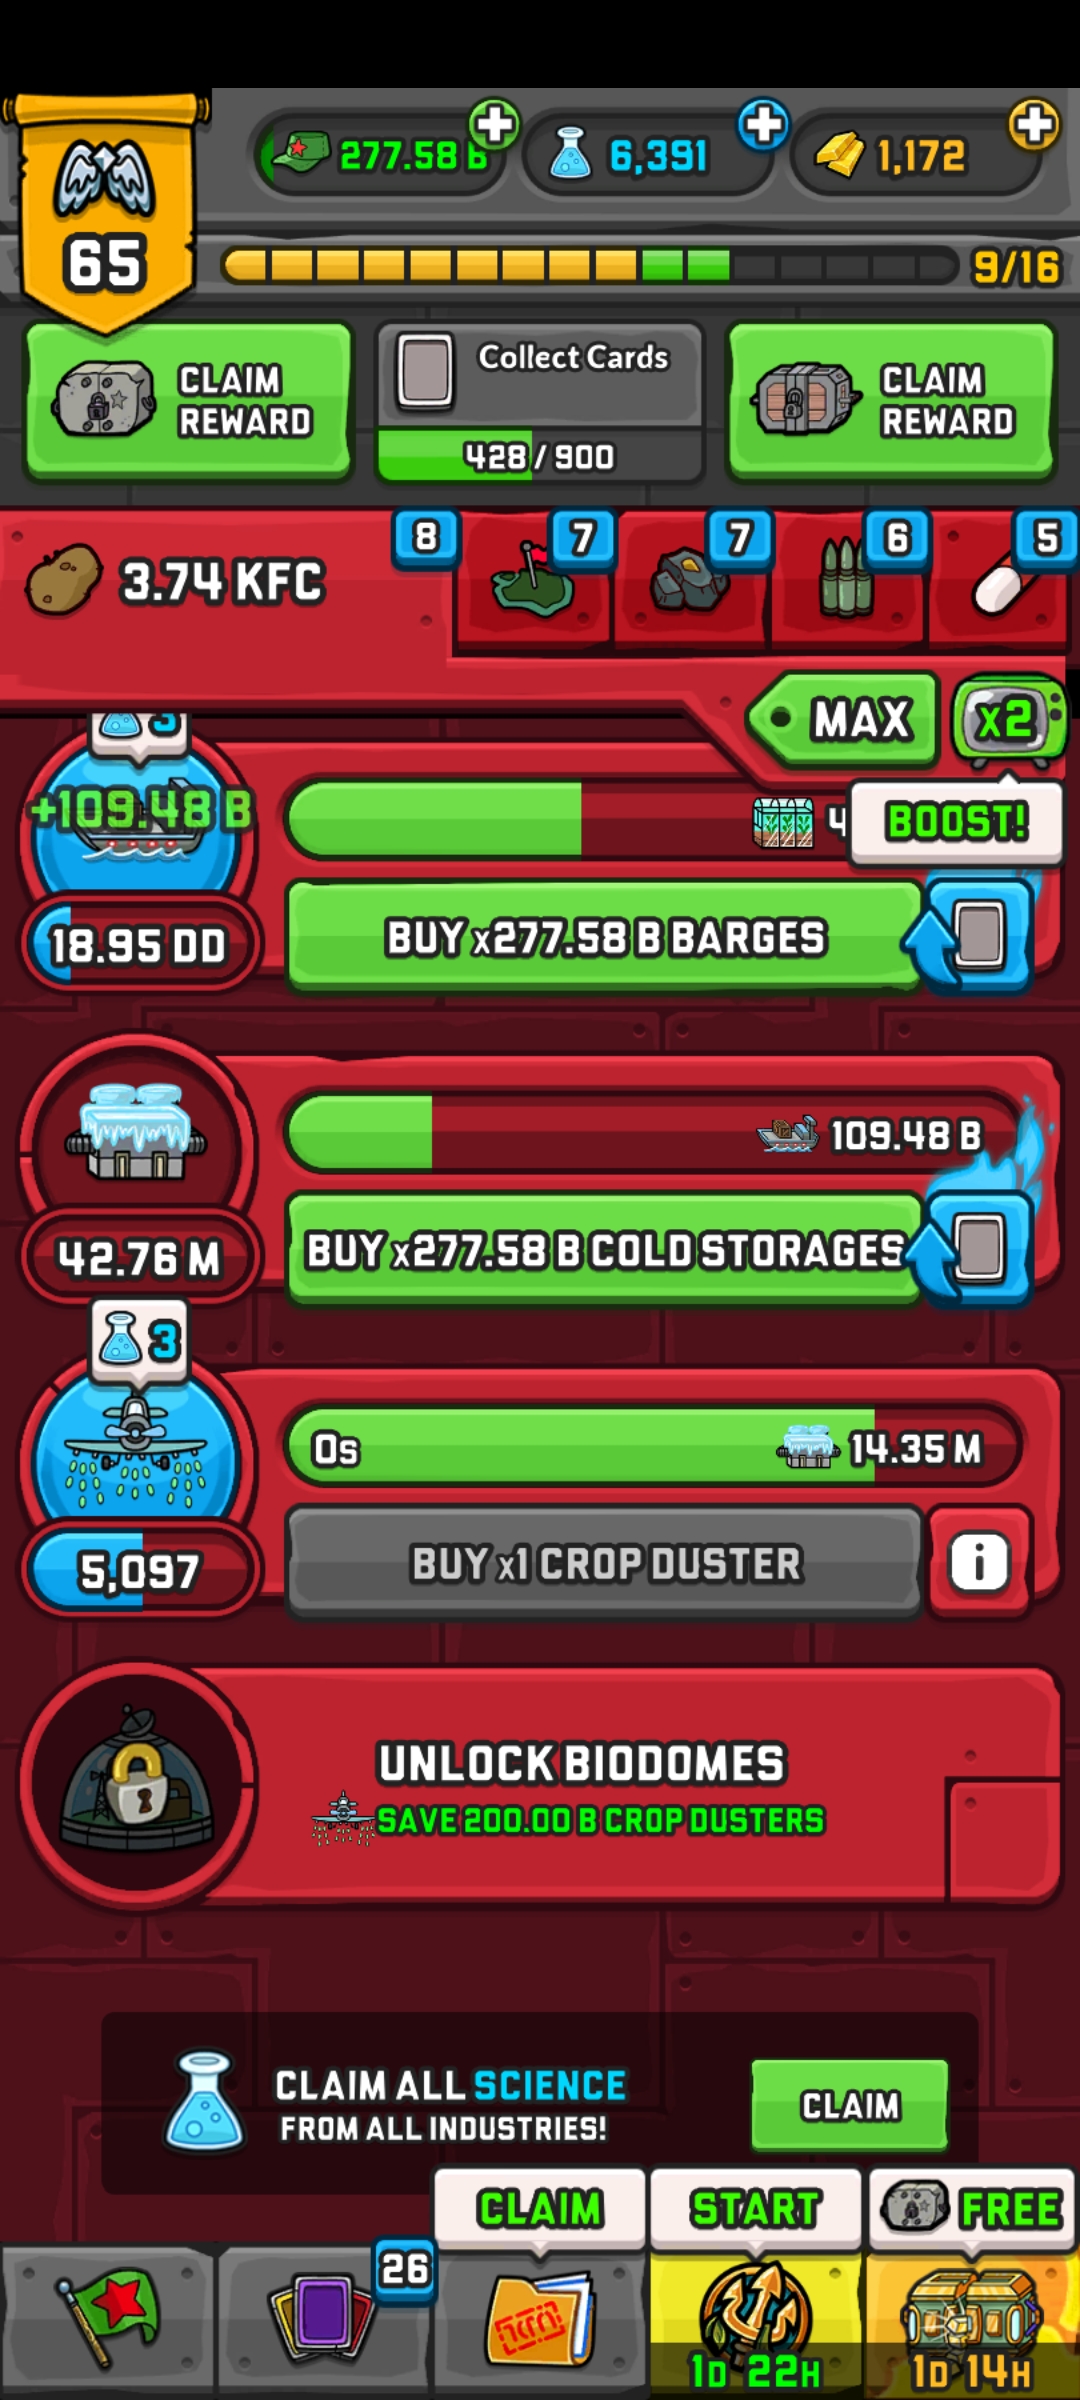 277.58 B
6,391
1,172
65
9/16
CLAIM
REWARD
Collect Cards
428 / 900
CLAIM
REWARD
3.74 KFC
8
7
7
6
5
MAX
x2
3
+109.48 B
4
BOOST!
18.95 DD
BUY x277.58 B BARGES
109.48 B
42.76 M
BUY x277.58 B COLD STORAGES
3
0s
14.35 M
5,097
BUY x1 CROP DUSTER
i
UNLOCK BIODOMES
SAVE 200.00 B CROP DUSTERS
CLAIM ALL SCIENCE
FROM ALL INDUSTRIES!
CLAIM
CLAIM
START
FREE
26
1D 22H
1D 14H